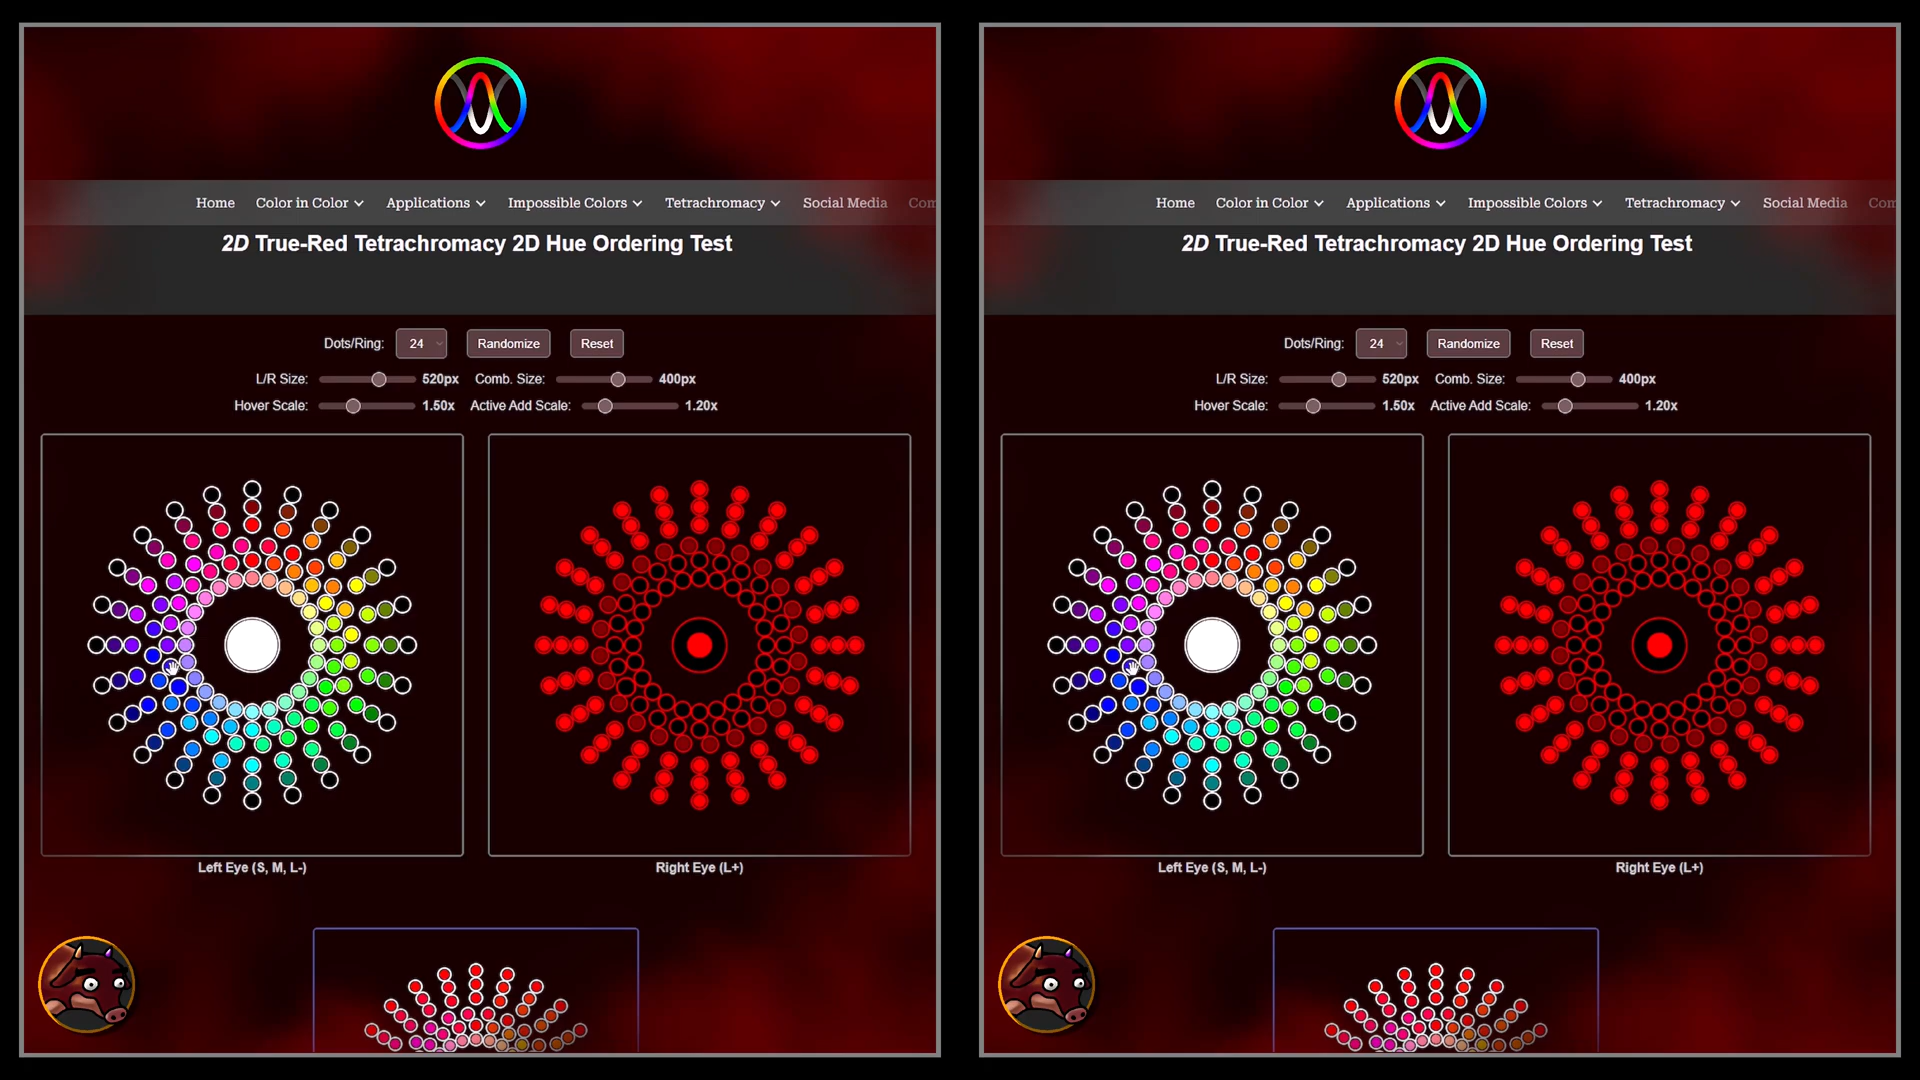 Home Color in Color Applications Impossible Colors Tetrachromacy Social Media Com
2D True-Red Tetrachromacy 2D Hue Ordering Test
Dots/Ring: 24 Randomize Reset
L/R Size: 520px Comb. Size: 400px
Hover Scale: 1.50x Active Add Scale: 1.20x
Left Eye (S, M, L-) Right Eye (L+)
Home Color in Color Applications Impossible Colors Tetrachromacy Social Media Com
2D True-Red Tetrachromacy 2D Hue Ordering Test
Dots/Ring: 24 Randomize Reset
L/R Size: 520px Comb. Size: 400px
Hover Scale: 1.50x Active Add Scale: 1.20x
Left Eye (S, M, L-) Right Eye (L+)